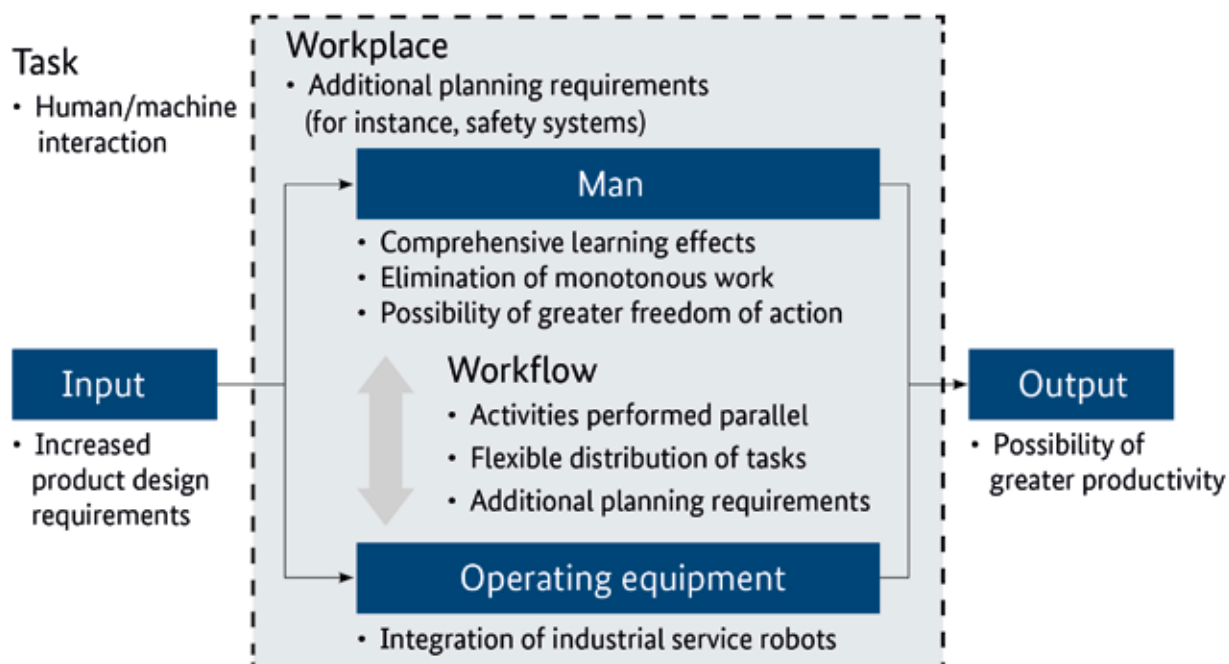 Task
• Human/machine
interaction
Workplace
• Additional planning requirements
(for instance, safety systems)
Man
• Comprehensive learning effects
• Elimination of monotonous work
• Possibility of greater freedom of action
Input
• Increased
product design
requirements
Workflow
• Activities performed parallel
• Flexible distribution of tasks
• Additional planning requirements
Output
• Possibility of
greater productivity
Operating equipment
• Integration of industrial service robots